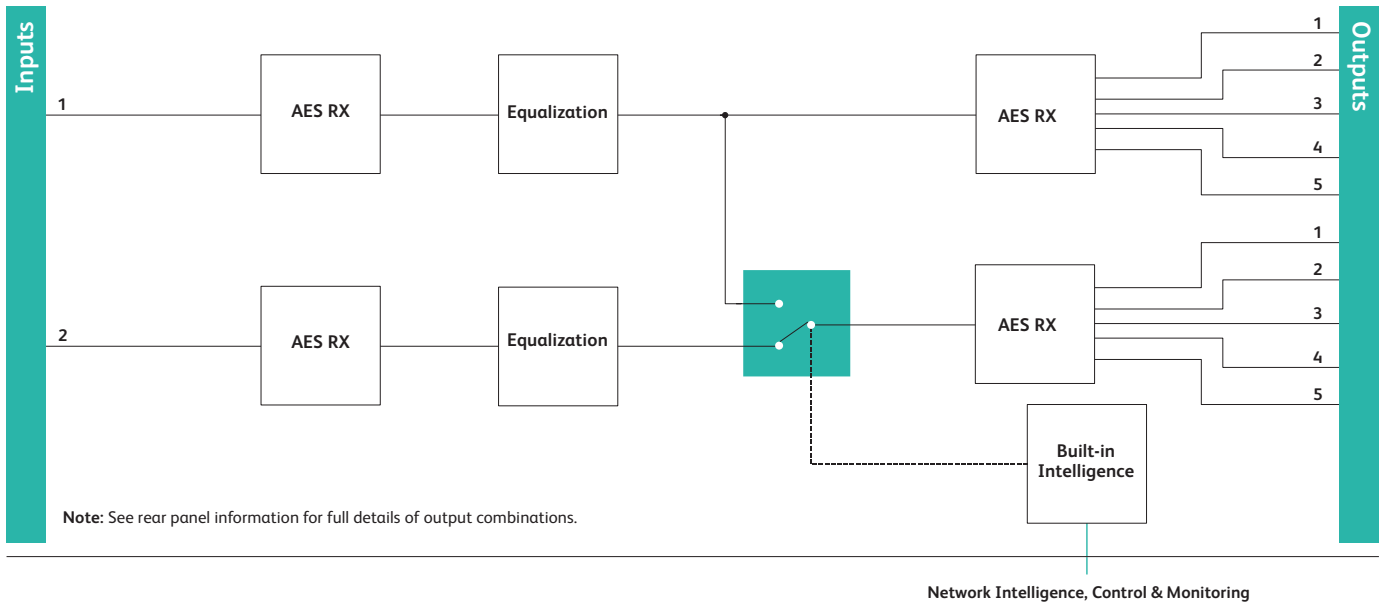 Inputs
1
AES RX
Equalization
AES RX
1
2
3
4
5
Outputs
2
AES RX
Equalization
AES RX
1
2
3
4
5
Built-in
Intelligence
Note: See rear panel information for full details of output combinations.
Network Intelligence, Control & Monitoring